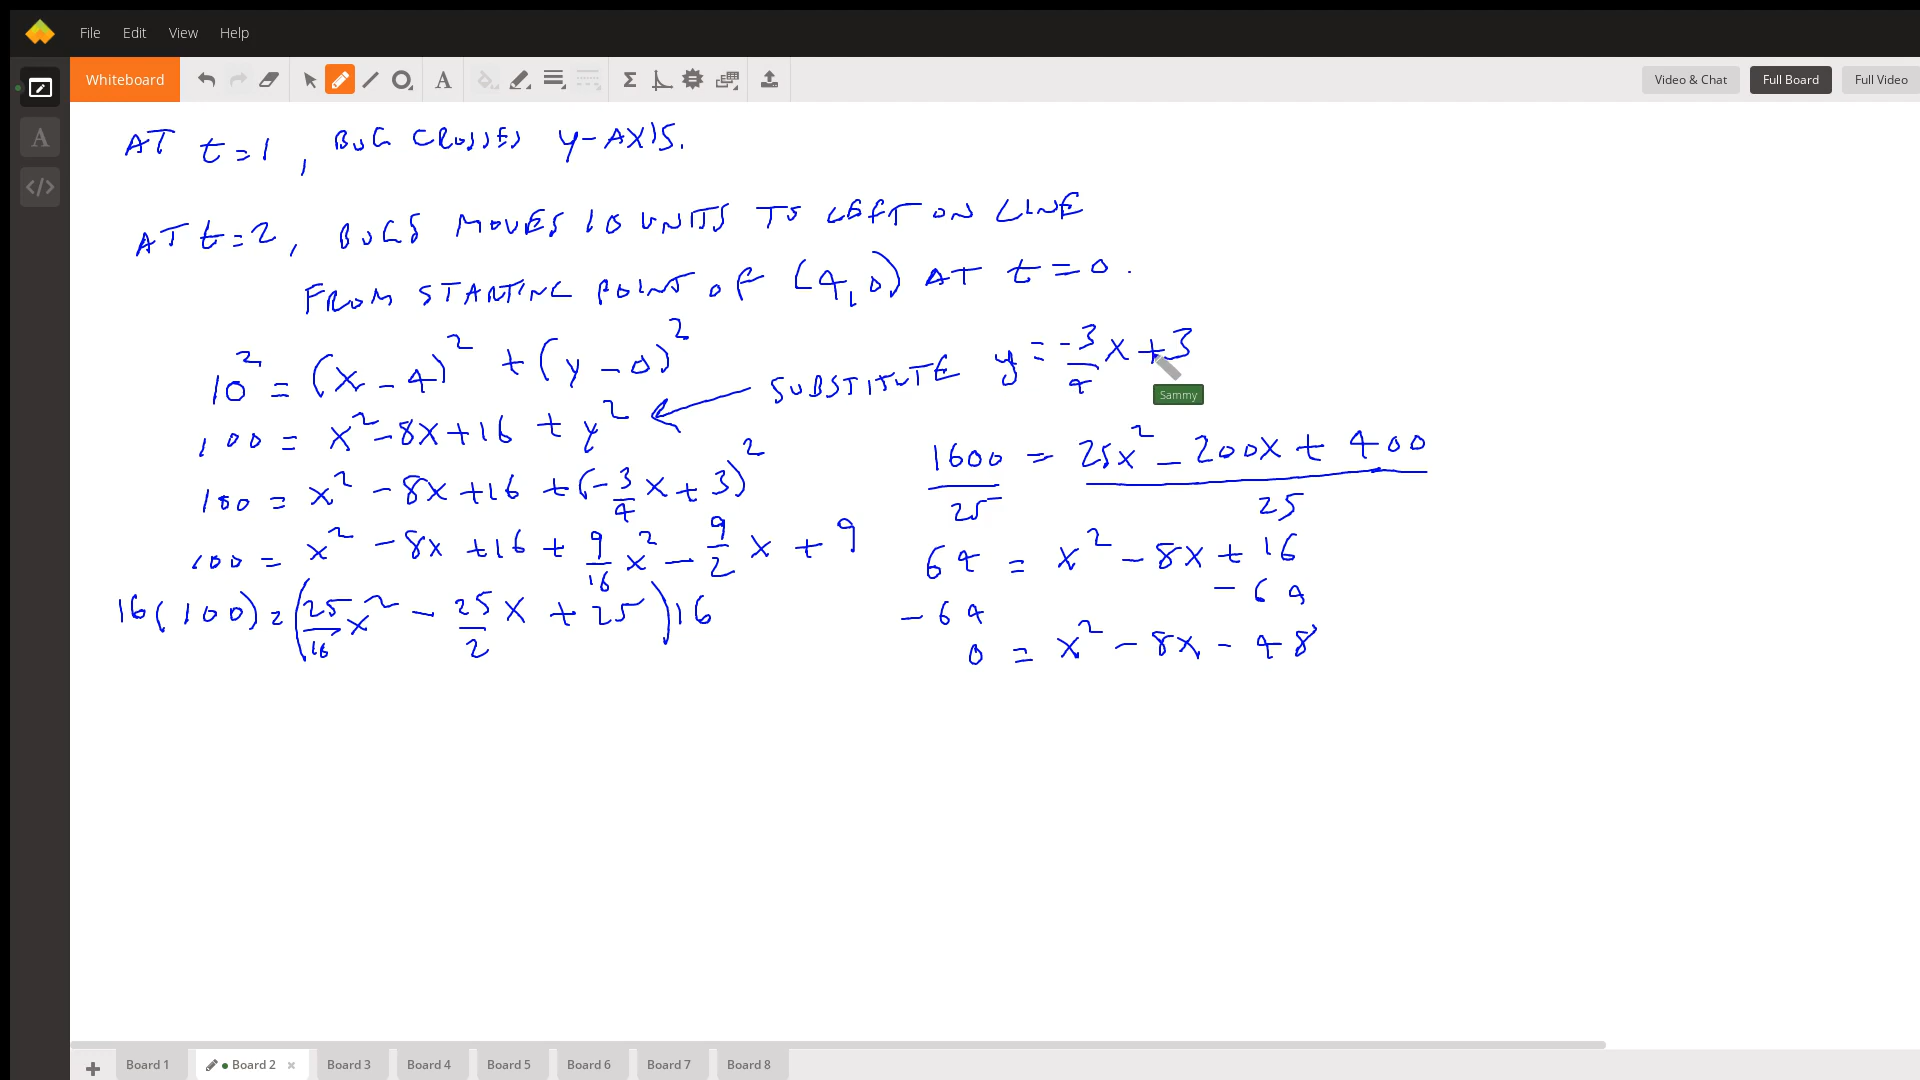 File Edit View Help
Whiteboard A Σ Video & Chat Full Board Full Video
A
</>
AT t=1, BUG CROSSES Y-AXIS.
AT t=2, BUGS MOVES 10 UNITS TO LEFT ON LINE
FROM STARTING POINT OF (4,0) AT t=0.
10² = (x-4)² + (y-0)²
100 = x²-8x+16 + y²
SUBSTITUTE y = -3/4 x + 3
Sammy
100 = x² - 8x + 16 + (-3/4 x + 3)²
100 = x² - 8x + 16 + 9/16 x² - 9/2 x + 9
16(100) = (25/16 x² - 25/2 x + 25)16
1600/25 = 25x² - 200x + 400/25
64 = x² - 8x + 16
-64 -64
0 = x² - 8x - 48
+ Board 1 Board 2 × Board 3 Board 4 Board 5 Board 6 Board 7 Board 8